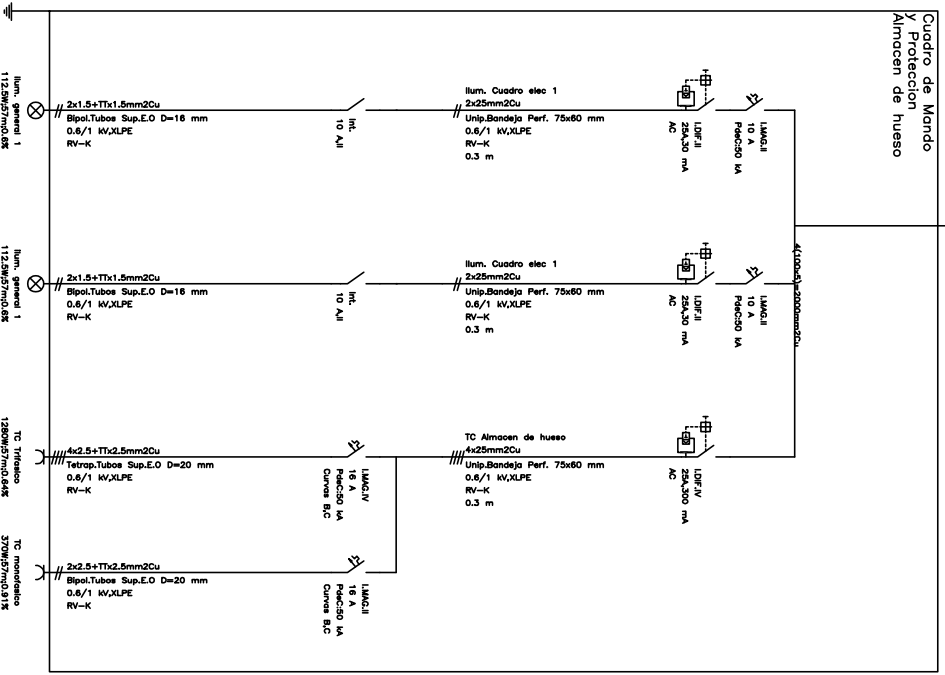 Cuadro de Mando
y Proteccion
Almacen de hueso
4(100x5)=2000mm2Cu
I.MAG.II
10 A
PdeC:50 kA
I.DIF.II
25A,30 mA
AC
Ilum. Cuadro elec 1
2x25mm2Cu
Unip.Bandeja Perf. 75x60 mm
0.6/1 kV,XLPE
RV-K
0.3 m
Int.
10 A,II
2x1.5+TTx1.5mm2Cu
Bipol.Tubos Sup.E.O D=16 mm
0.6/1 kV,XLPE
RV-K
Ilum. general 1
112.5W;57m;0.6%
I.MAG.II
10 A
PdeC:50 kA
I.DIF.II
25A,30 mA
AC
Ilum. Cuadro elec 1
2x25mm2Cu
Unip.Bandeja Perf. 75x60 mm
0.6/1 kV,XLPE
RV-K
0.3 m
Int.
10 A,II
2x1.5+TTx1.5mm2Cu
Bipol.Tubos Sup.E.O D=16 mm
0.6/1 kV,XLPE
RV-K
Ilum. general 1
112.5W;57m;0.6%
I.DIF.IV
25A,300 mA
AC
TC Almacen de hueso
4x25mm2Cu
Unip.Bandeja Perf. 75x60 mm
0.6/1 kV,XLPE
RV-K
0.3 m
I.MAG.IV
16 A
PdeC:50 kA
Curvas B,C
4x2.5+TTx2.5mm2Cu
Tetrap.Tubos Sup.E.O D=20 mm
0.6/1 kV,XLPE
RV-K
TC Trifasico
1280W;57m;0.64%
I.MAG.II
16 A
PdeC:50 kA
Curvas B,C
2x2.5+TTx2.5mm2Cu
Bipol.Tubos Sup.E.O D=20 mm
0.6/1 kV,XLPE
RV-K
TC monofasico
370W;57m;0.91%